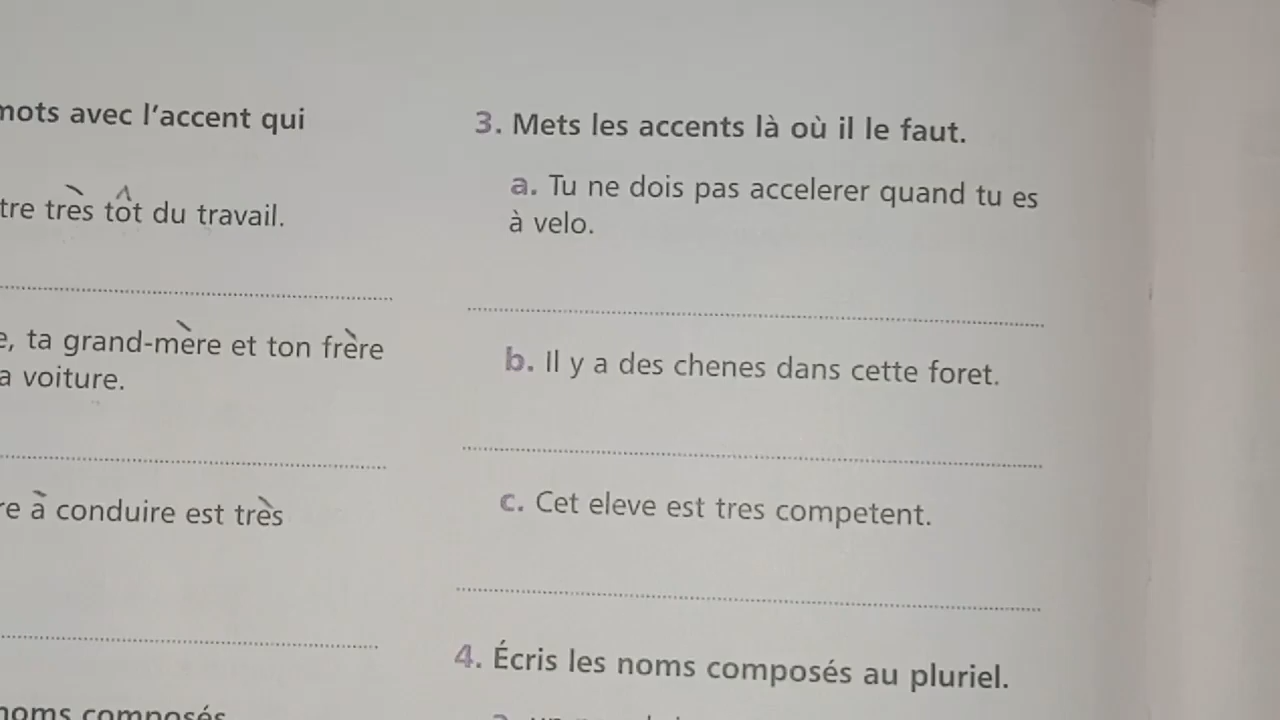 mots avec l'accent qui
très tôt du travail.
ta grand-mère et ton frère
voiture.
à conduire est très
noms composés
3. Mets les accents là où il le faut.
a. Tu ne dois pas accelerer quand tu es
à velo.
b. Il y a des chenes dans cette foret.
c. Cet eleve est tres competent.
4. Écris les noms composés au pluriel.